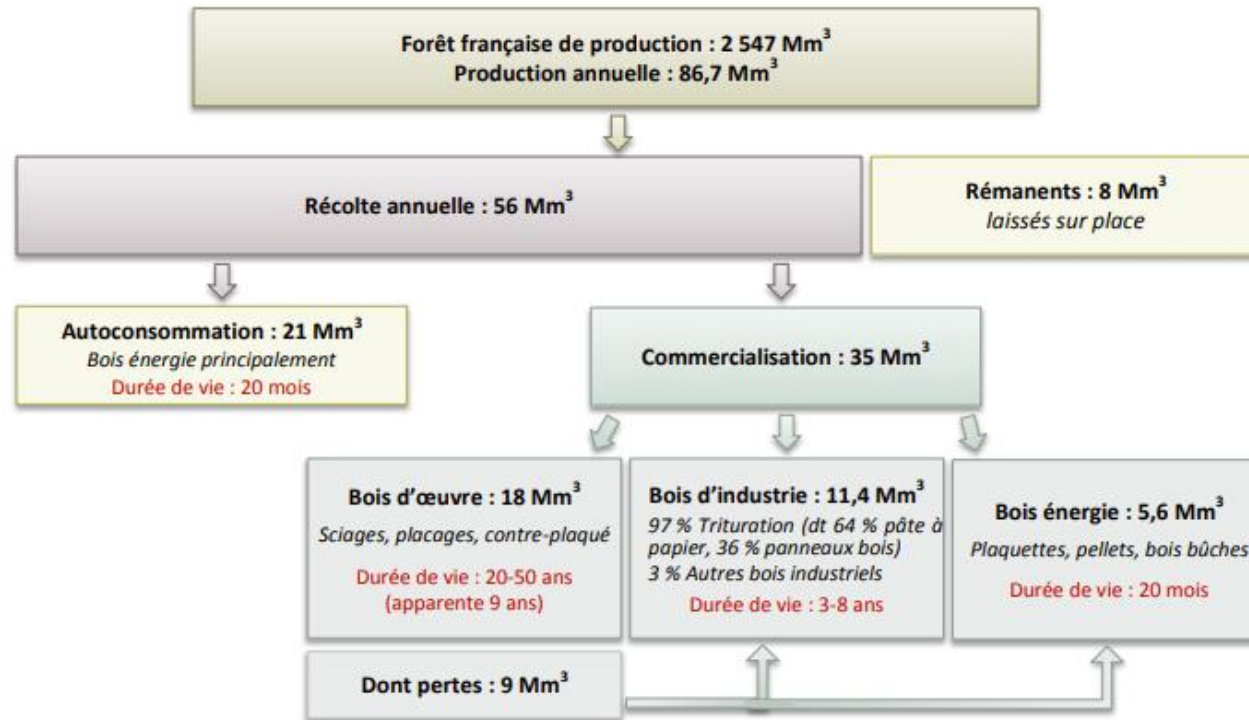 Forêt française de production : 2 547 Mm³
Production annuelle : 86,7 Mm³
Récolte annuelle : 56 Mm³
Rémanents : 8 Mm³
laissés sur place
Autoconsommation : 21 Mm³
Bois énergie principalement
Durée de vie : 20 mois
Commercialisation : 35 Mm³
Bois d’œuvre : 18 Mm³
Sciages, placages, contre-plaqué
Durée de vie : 20-50 ans
(apparente 9 ans)
Bois d’industrie : 11,4 Mm³
97 % Trituration (dt 64 % pâte à
papier, 36 % panneaux bois)
3 % Autres bois industriels
Durée de vie : 3-8 ans
Bois énergie : 5,6 Mm³
Plaquettes, pellets, bois bûches
Durée de vie : 20 mois
Dont pertes : 9 Mm³